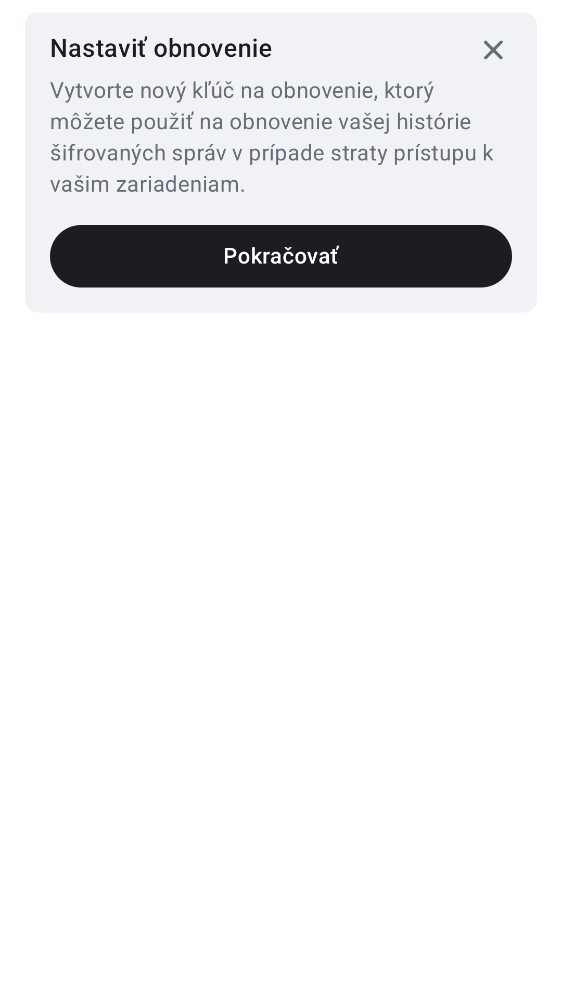 Nastaviť obnovenie
Vytvorte nový kľúč na obnovenie, ktorý
môžete použiť na obnovenie vašej histórie
šifrovaných správ v prípade straty prístupu k
vašim zariadeniam.
Pokračovať